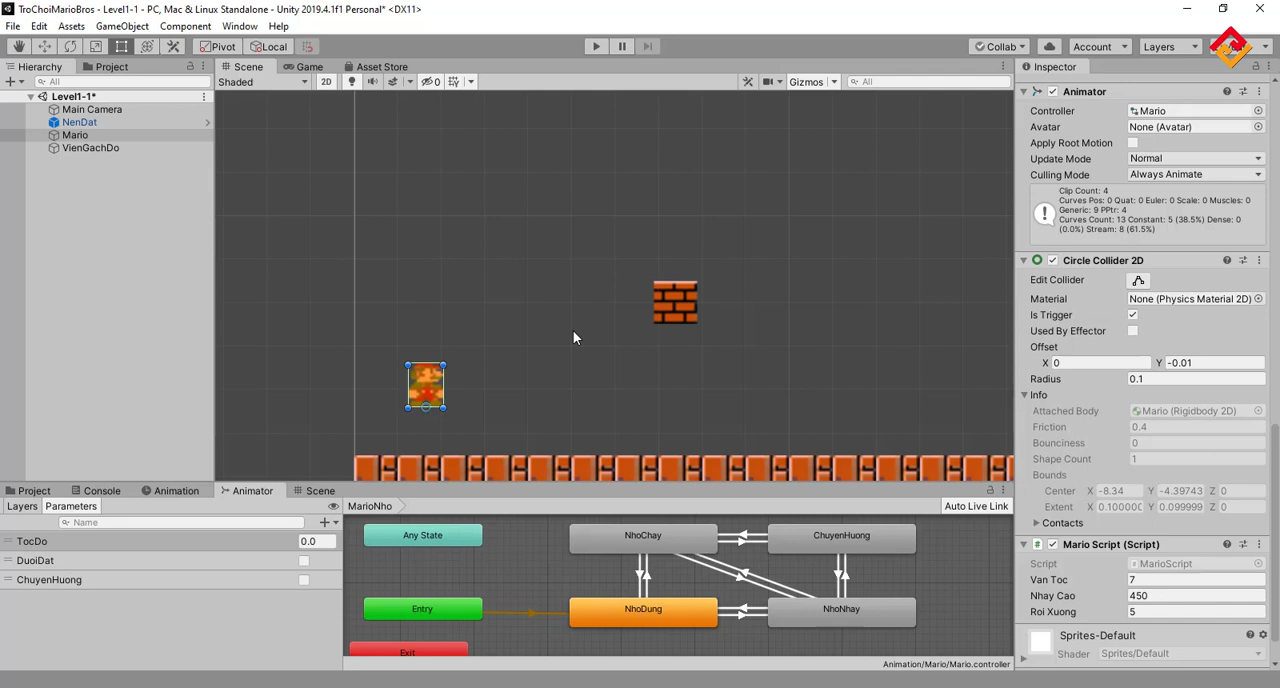 TroChoiMarioBros - Level1-1 - PC, Mac & Linux Standalone - Unity 2019.4.1f1 Personal* <DX11>
File Edit Assets GameObject Component Window Help
Pivot Local Collab Account Layers
Hierarchy Project Scene Game Asset Store Inspector
All Shaded 2D 0 Gizmos All
Level1-1*
Main Camera
NenDat
Mario
VienGachDo
Animator
Controller Mario
Avatar None (Avatar)
Apply Root Motion
Update Mode Normal
Culling Mode Always Animate
Clip Count: 4
Curves Pos: 0 Quat: 0 Euler: 0 Scale: 0 Muscles: 0
Generic: 9 PPtr: 4
Curves Count: 13 Constant: 5 (38.5%) Dense: 0
(0.0%) Stream: 8 (61.5%)
Circle Collider 2D
Edit Collider
Material None (Physics Material 2D)
Is Trigger
Used By Effector
Offset
X 0 Y -0.01
Radius 0.1
Info
Attached Body Mario (Rigidbody 2D)
Friction 0.4
Bounciness 0
Shape Count 1
Bounds
Center X -8.34 Y -4.39743 Z 0
Extent X 0.100000 Y 0.099999 Z 0
Contacts
Mario Script (Script)
Script MarioScript
Van Toc 7
Nhay Cao 450
Roi Xuong 5
Sprites-Default
Shader Sprites/Default
Project Console Animation Animator Scene
Layers Parameters MarioNho Auto Live Link
Name
TocDo 0.0
DuoiDat
ChuyenHuong
Any State NhoChay ChuyenHuong
Entry NhoDung NhoNhay
Exit
Animation/Mario/Mario.controller